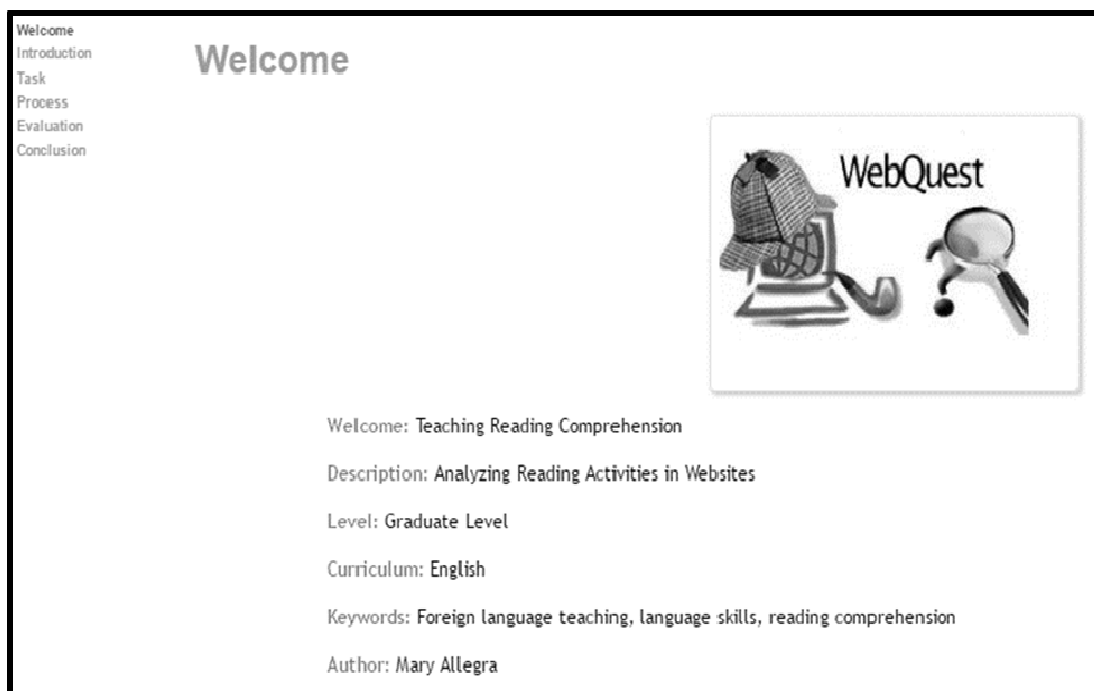 Welcome
Introduction
Task
Process
Evaluation
Conclusion
Welcome
WebQuest
Welcome: Teaching Reading Comprehension
Description: Analyzing Reading Activities in Websites
Level: Graduate Level
Curriculum: English
Keywords: Foreign language teaching, language skills, reading comprehension
Author: Mary Allegra